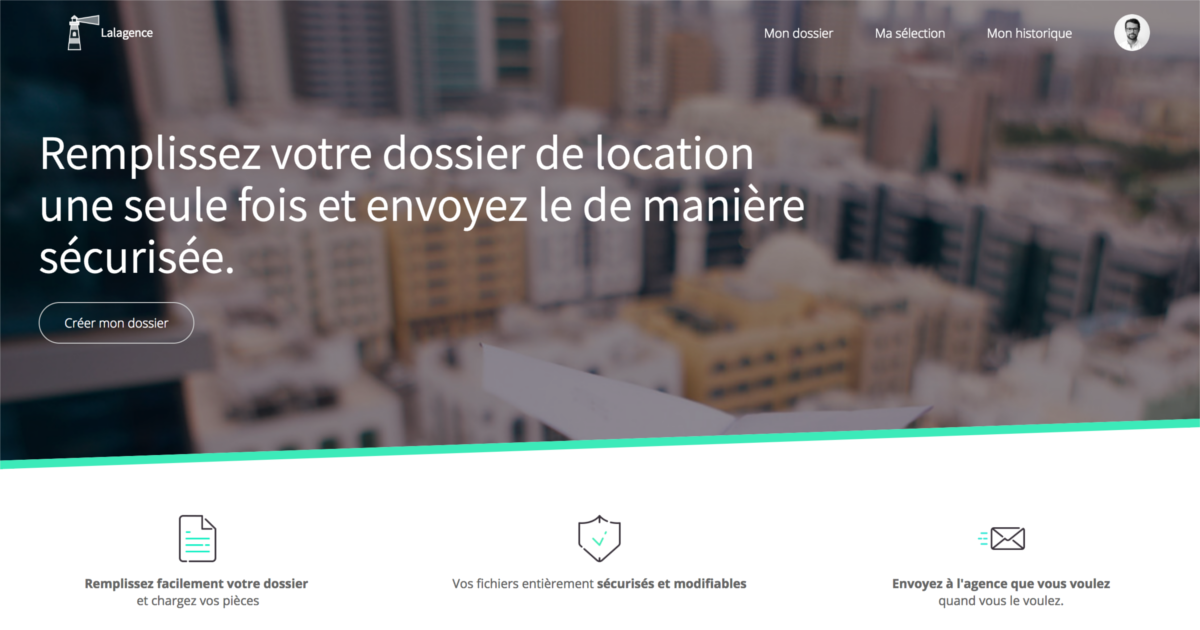 Lalagence
Mon dossier
Ma sélection
Mon historique
Remplissez votre dossier de location
une seule fois et envoyez le de manière
sécurisée.
Créer mon dossier
Remplissez facilement votre dossier
et chargez vos pièces
Vos fichiers entièrement sécurisés et modifiables
Envoyez à l'agence que vous voulez
quand vous le voulez.